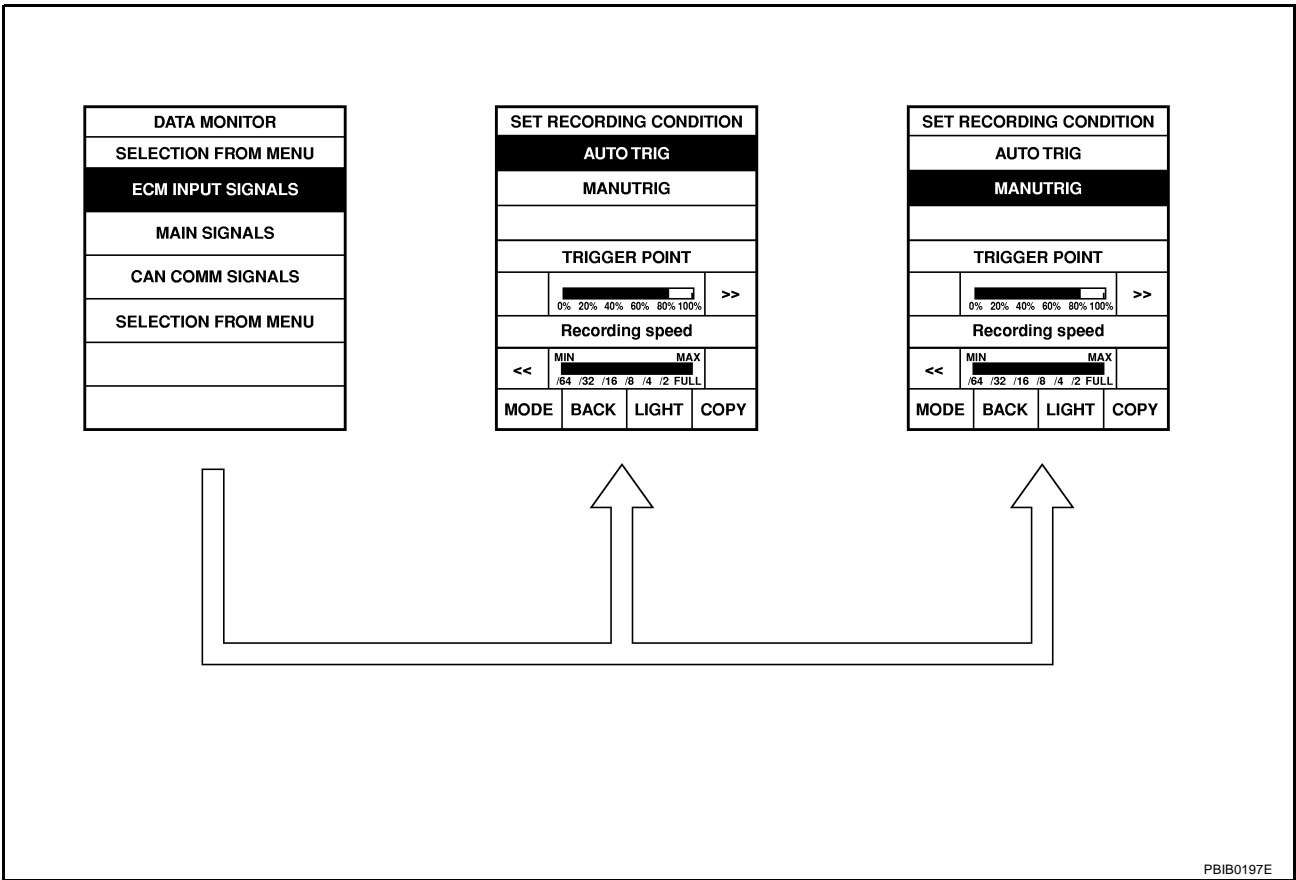 DATA MONITOR
SELECTION FROM MENU
ECM INPUT SIGNALS
MAIN SIGNALS
CAN COMM SIGNALS
SELECTION FROM MENU
SET RECORDING CONDITION
AUTO TRIG
MANUTRIG
TRIGGER POINT
>>
0% 20% 40% 60% 80% 100%
Recording speed
MIN MAX
<<
/64 /32 /16 /8 /4 /2 FULL
MODE BACK LIGHT COPY
SET RECORDING CONDITION
AUTO TRIG
MANUTRIG
TRIGGER POINT
>>
0% 20% 40% 60% 80% 100%
Recording speed
MIN MAX
<<
/64 /32 /16 /8 /4 /2 FULL
MODE BACK LIGHT COPY
PBIB0197E